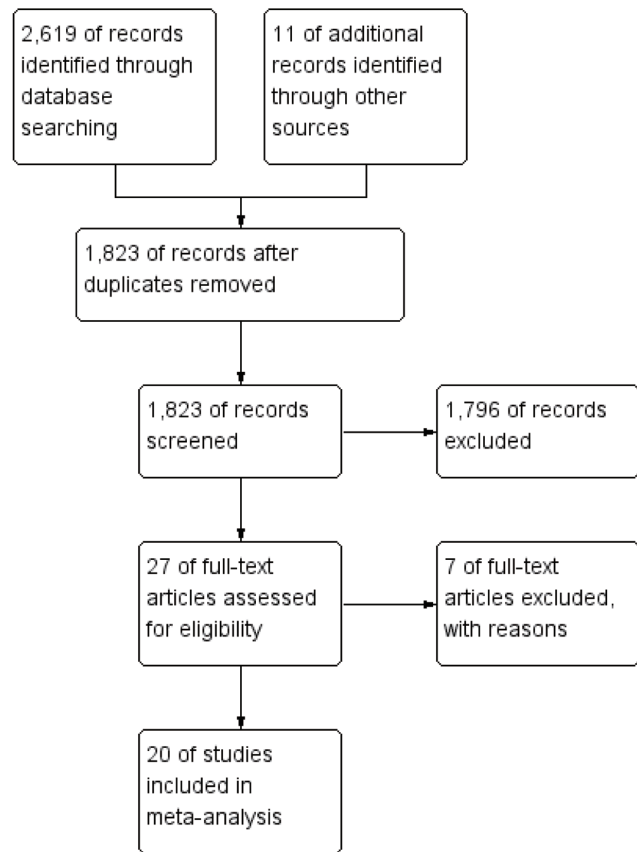 2,619 of records
identified through
database
searching
11 of additional
records identified
through other
sources
1,823 of records after
duplicates removed
1,823 of records
screened
1,796 of records
excluded
27 of full-text
articles assessed
for eligibility
7 of full-text
articles excluded,
with reasons
20 of studies
included in
meta-analysis